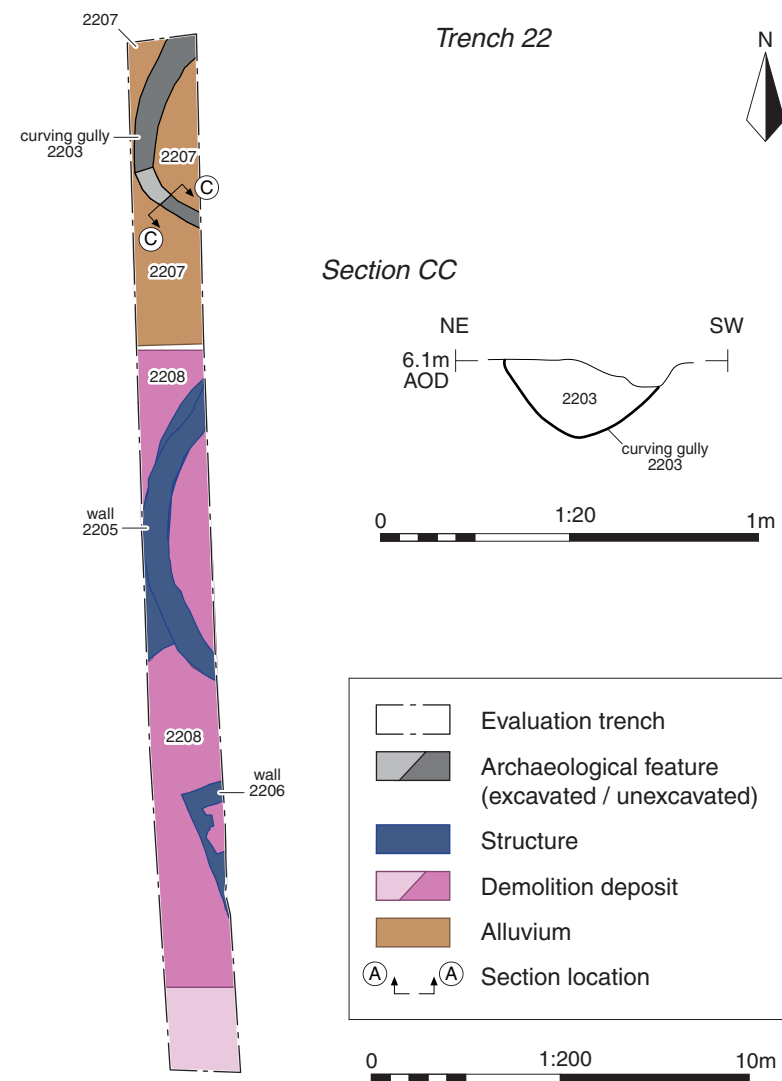 Trench 22
N
2207
curving gully
2203
2207
C
C
2207
Section CC
NE
SW
6.1m
AOD
2203
curving gully
2203
2208
wall
2205
0
1:20
1m
2208
wall
2206
Evaluation trench
Archaeological feature
(excavated / unexcavated)
Structure
Demolition deposit
Alluvium
A
A
Section location
0
1:200
10m